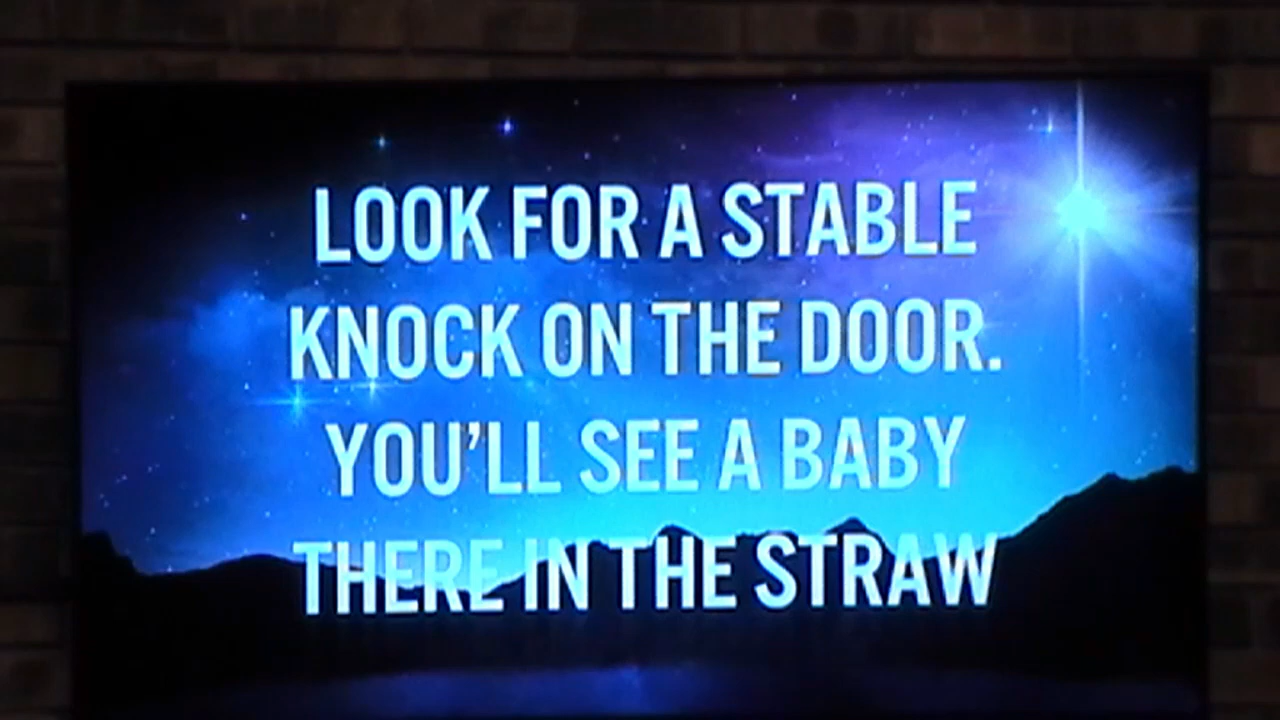 LOOK FOR A STABLE
KNOCK ON THE DOOR.
YOU'LL SEE A BABY
THERE IN THE STRAW